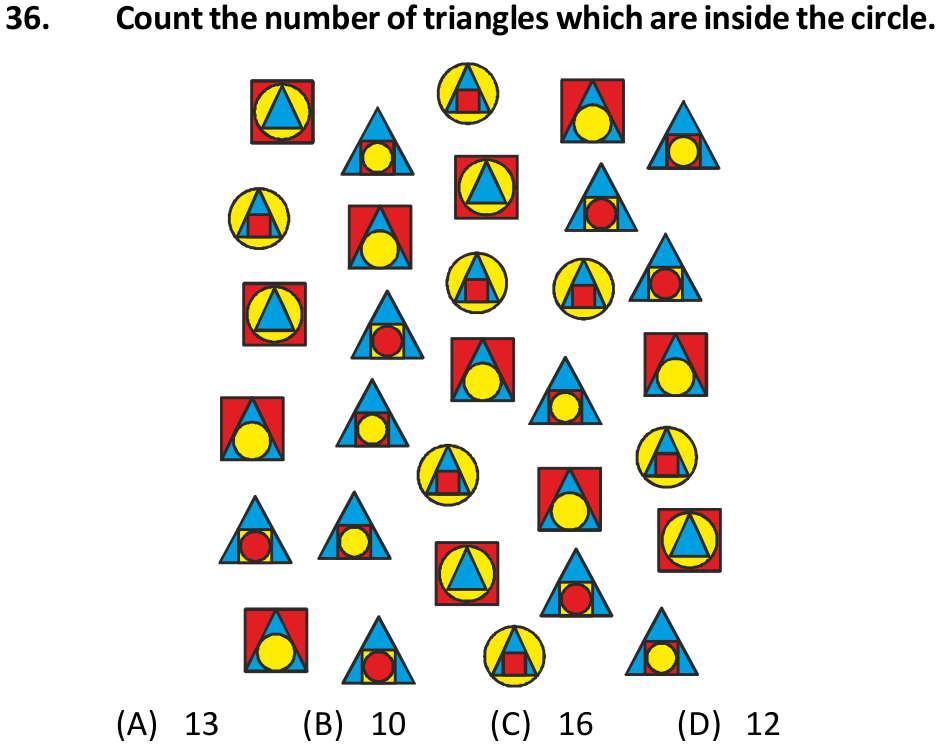 36. Count the number of triangles which are inside the circle.
(A) 13 (B) 10 (C) 16 (D) 12